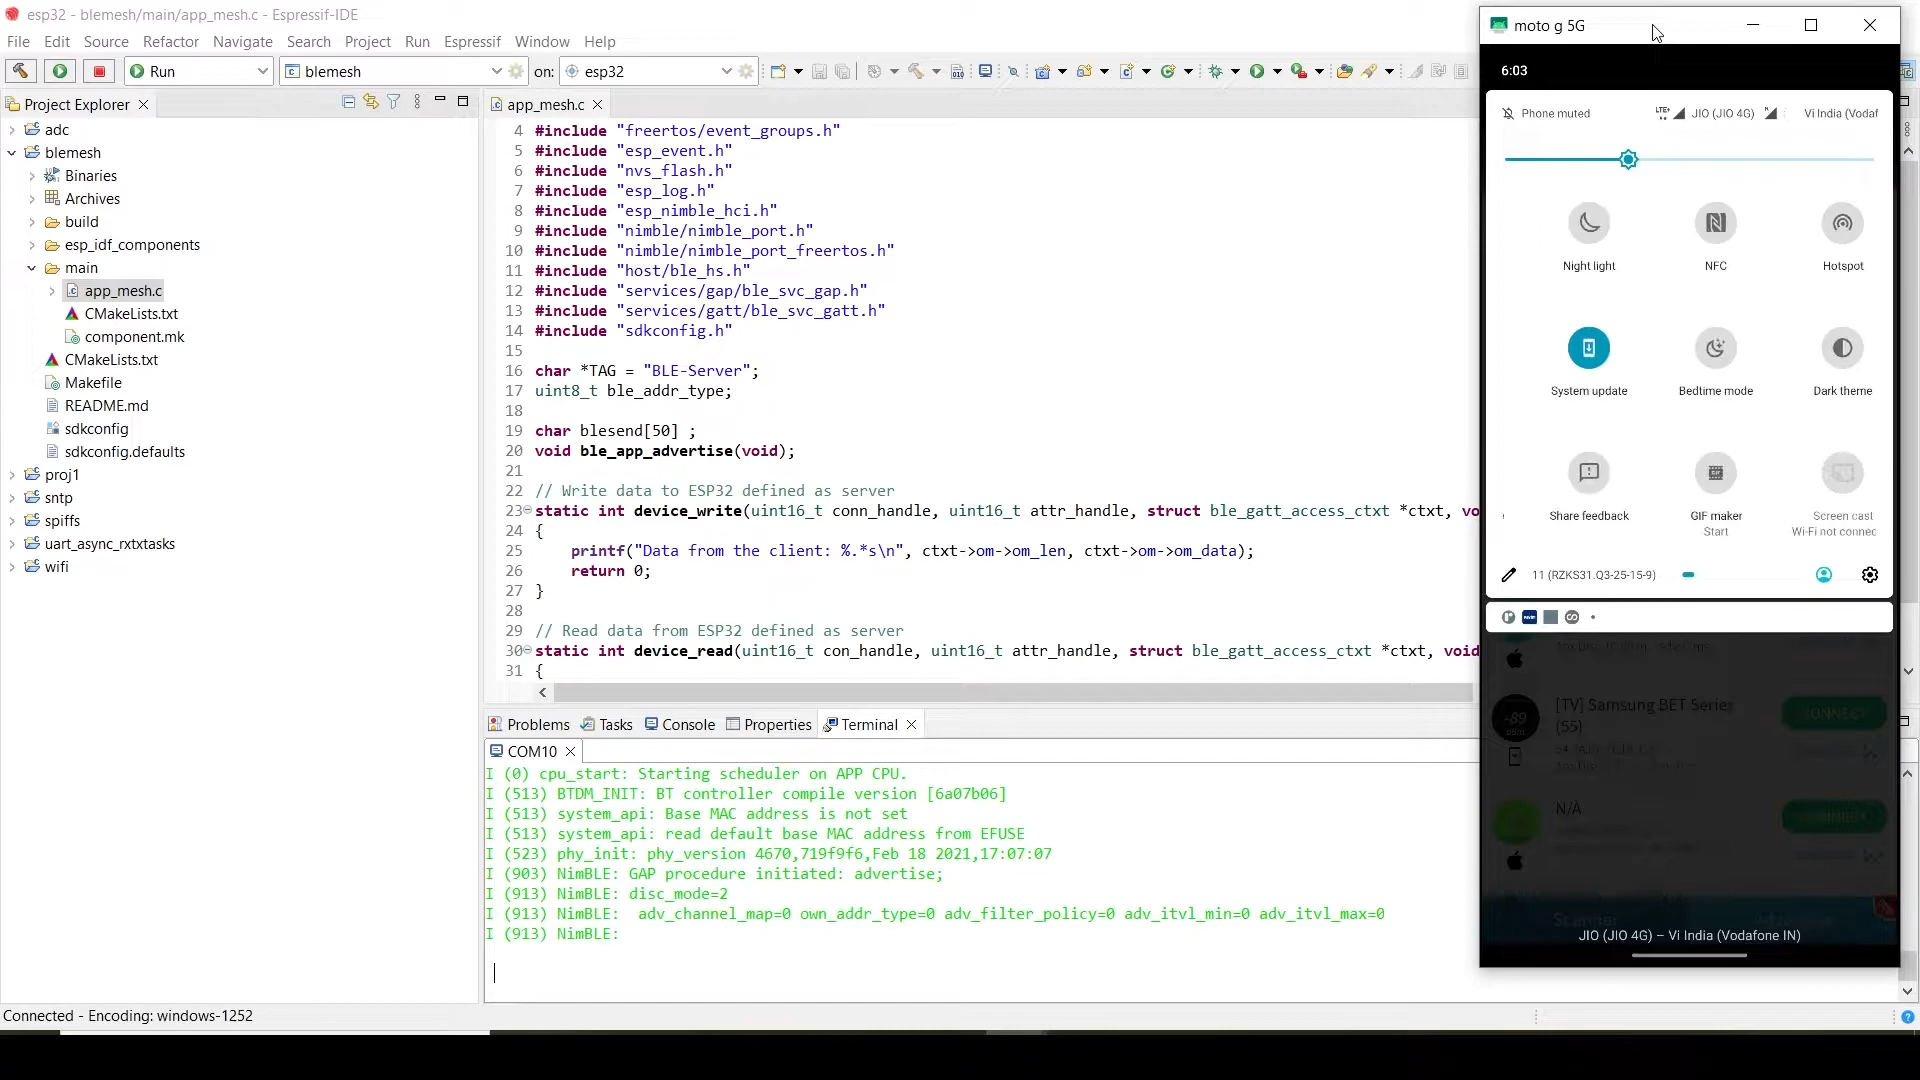 esp32 - blemesh/main/app_mesh.c - Espressif-IDE
File Edit Source Refactor Navigate Search Project Run Espressif Window Help
Run
blemesh
on:
esp32
Project Explorer
adc
blemesh
Binaries
Archives
build
esp_idf_components
main
app_mesh.c
CMakeLists.txt
component.mk
CMakeLists.txt
Makefile
README.md
sdkconfig
sdkconfig.defaults
proj1
sntp
spiffs
uart_async_rxtxtasks
wifi
app_mesh.c
4 #include "freertos/event_groups.h"
5 #include "esp_event.h"
6 #include "nvs_flash.h"
7 #include "esp_log.h"
8 #include "esp_nimble_hci.h"
9 #include "nimble/nimble_port.h"
10 #include "nimble/nimble_port_freertos.h"
11 #include "host/ble_hs.h"
12 #include "services/gap/ble_svc_gap.h"
13 #include "services/gatt/ble_svc_gatt.h"
14 #include "sdkconfig.h"
15
16 char *TAG = "BLE-Server";
17 uint8_t ble_addr_type;
18
19 char blesend[50] ;
20 void ble_app_advertise(void);
21
22 // Write data to ESP32 defined as server
23 static int device_write(uint16_t conn_handle, uint16_t attr_handle, struct ble_gatt_access_ctxt *ctxt, vo
24 {
25 printf("Data from the client: %.*s\n", ctxt->om->om_len, ctxt->om->om_data);
26 return 0;
27 }
28
29 // Read data from ESP32 defined as server
30 static int device_read(uint16_t con_handle, uint16_t attr_handle, struct ble_gatt_access_ctxt *ctxt, void
31 {
Problems Tasks Console Properties Terminal
COM10
I (0) cpu_start: Starting scheduler on APP CPU.
I (513) BTDM_INIT: BT controller compile version [6a07b06]
I (513) system_api: Base MAC address is not set
I (513) system_api: read default base MAC address from EFUSE
I (523) phy_init: phy_version 4670,719f9f6,Feb 18 2021,17:07:07
I (903) NimBLE: GAP procedure initiated: advertise;
I (913) NimBLE: disc_mode=2
I (913) NimBLE:  adv_channel_map=0 own_addr_type=0 adv_filter_policy=0 adv_itvl_min=0 adv_itvl_max=0
I (913) NimBLE:
Connected - Encoding: windows-1252
moto g 5G
6:03
Phone muted
LTE+ JIO (JIO 4G) Vi India (Vodaf
Night light NFC Hotspot
System update Bedtime mode Dark theme
Share feedback GIF maker Screen cast
Start Wi-Fi not connec
11 (RZKS31.Q3-25-15-9)
[TV] Samsung BET Series
(55)
-89
CONNECT
N/A
CONNECT
Scanner
JIO (JIO 4G) – Vi India (Vodafone IN)